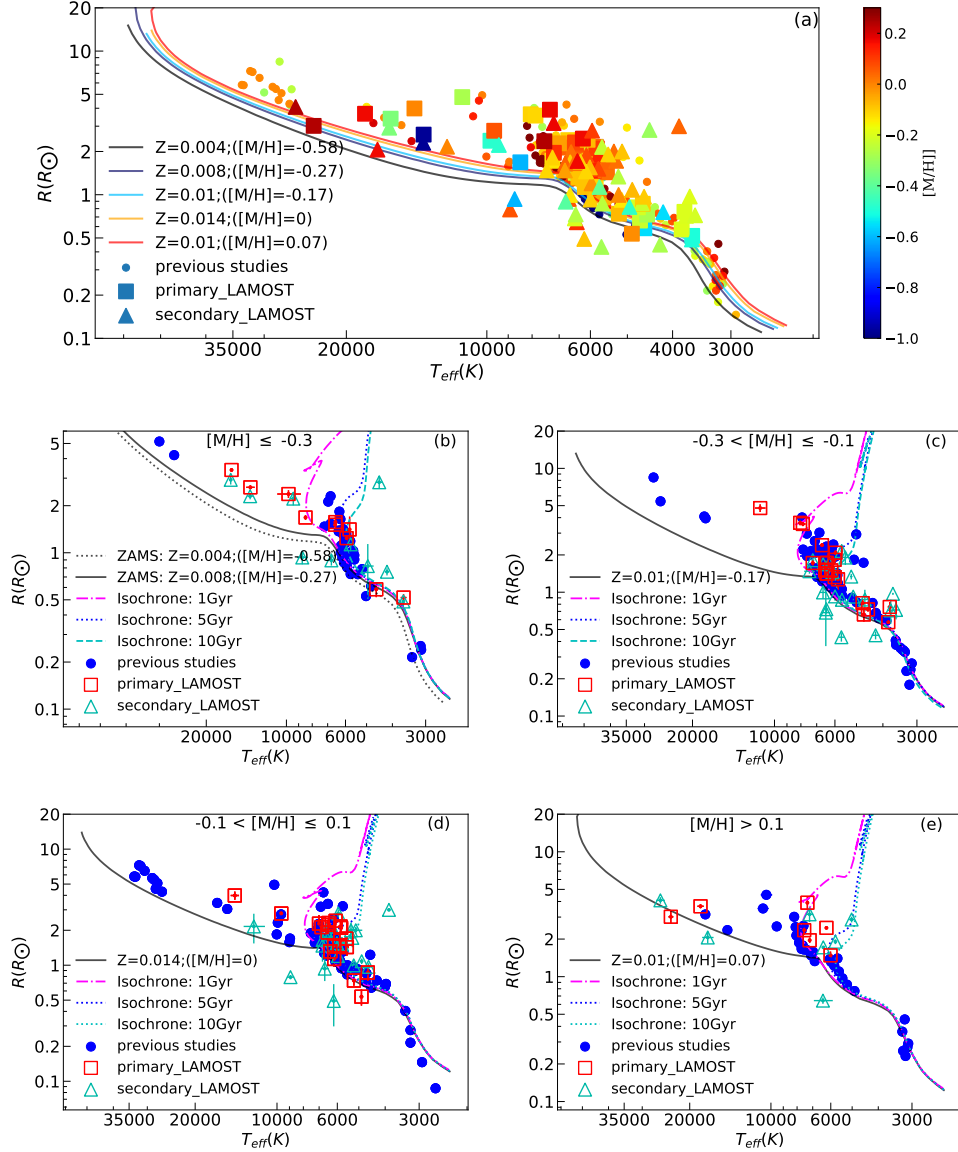 (a)
20
10
5
2
1
0.5
0.2
0.1
R(R⊙)
Z=0.004;([M/H]=-0.58)
Z=0.008;([M/H]=-0.27)
Z=0.01;([M/H]=-0.17)
Z=0.014;([M/H]=0)
Z=0.01;([M/H]=0.07)
previous studies
primary_LAMOST
secondary_LAMOST
35000 20000 10000 6000 4000 3000
T_eff(K)
0.0
−0.2
−0.4
−0.6
−0.8
−1.0
[M/H]]
[M/H] ≤ -0.3
(b)
5
2
1
0.5
0.2
0.1
R(R⊙)
ZAMS: Z=0.004;([M/H]=-0.58)
ZAMS: Z=0.008;([M/H]=-0.27)
Isochrone: 1Gyr
Isochrone: 5Gyr
Isochrone: 10Gyr
previous studies
primary_LAMOST
secondary_LAMOST
20000 10000 6000 3000
T_eff(K)
-0.3 < [M/H] ≤ -0.1
(c)
20
10
5
2
1
0.5
0.2
0.1
R(R⊙)
Z=0.01;([M/H]=-0.17)
Isochrone: 1Gyr
Isochrone: 5Gyr
Isochrone: 10Gyr
previous studies
primary_LAMOST
secondary_LAMOST
35000 20000 10000 6000 3000
T_eff(K)
-0.1 < [M/H] ≤ 0.1
(d)
20
10
5
2
1
0.5
0.2
0.1
R(R⊙)
Z=0.014;([M/H]=0)
Isochrone: 1Gyr
Isochrone: 5Gyr
Isochrone: 10Gyr
previous studies
primary_LAMOST
secondary_LAMOST
35000 20000 10000 6000 3000
T_eff(K)
[M/H] > 0.1
(e)
20
10
5
2
1
0.5
0.2
0.1
R(R⊙)
Z=0.01;([M/H]=0.07)
Isochrone: 1Gyr
Isochrone: 5Gyr
Isochrone: 10Gyr
previous studies
primary_LAMOST
secondary_LAMOST
35000 20000 10000 6000 3000
T_eff(K)